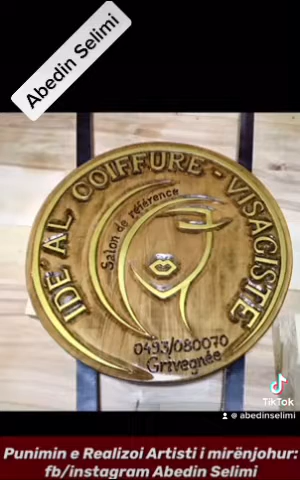 Abedin Selimi
IDE'AL COIFFURE - VISAGISTE
Salon de référence
0493/080070
Grivegnée
TikTok
@ abedinselimi
Punimin e Realizoi Artisti i mirënjohur:
fb/instagram Abedin Selimi